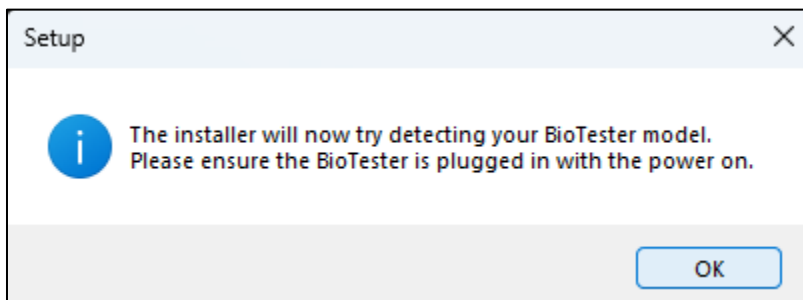 Setup
The installer will now try detecting your BioTester model.
Please ensure the BioTester is plugged in with the power on.
OK